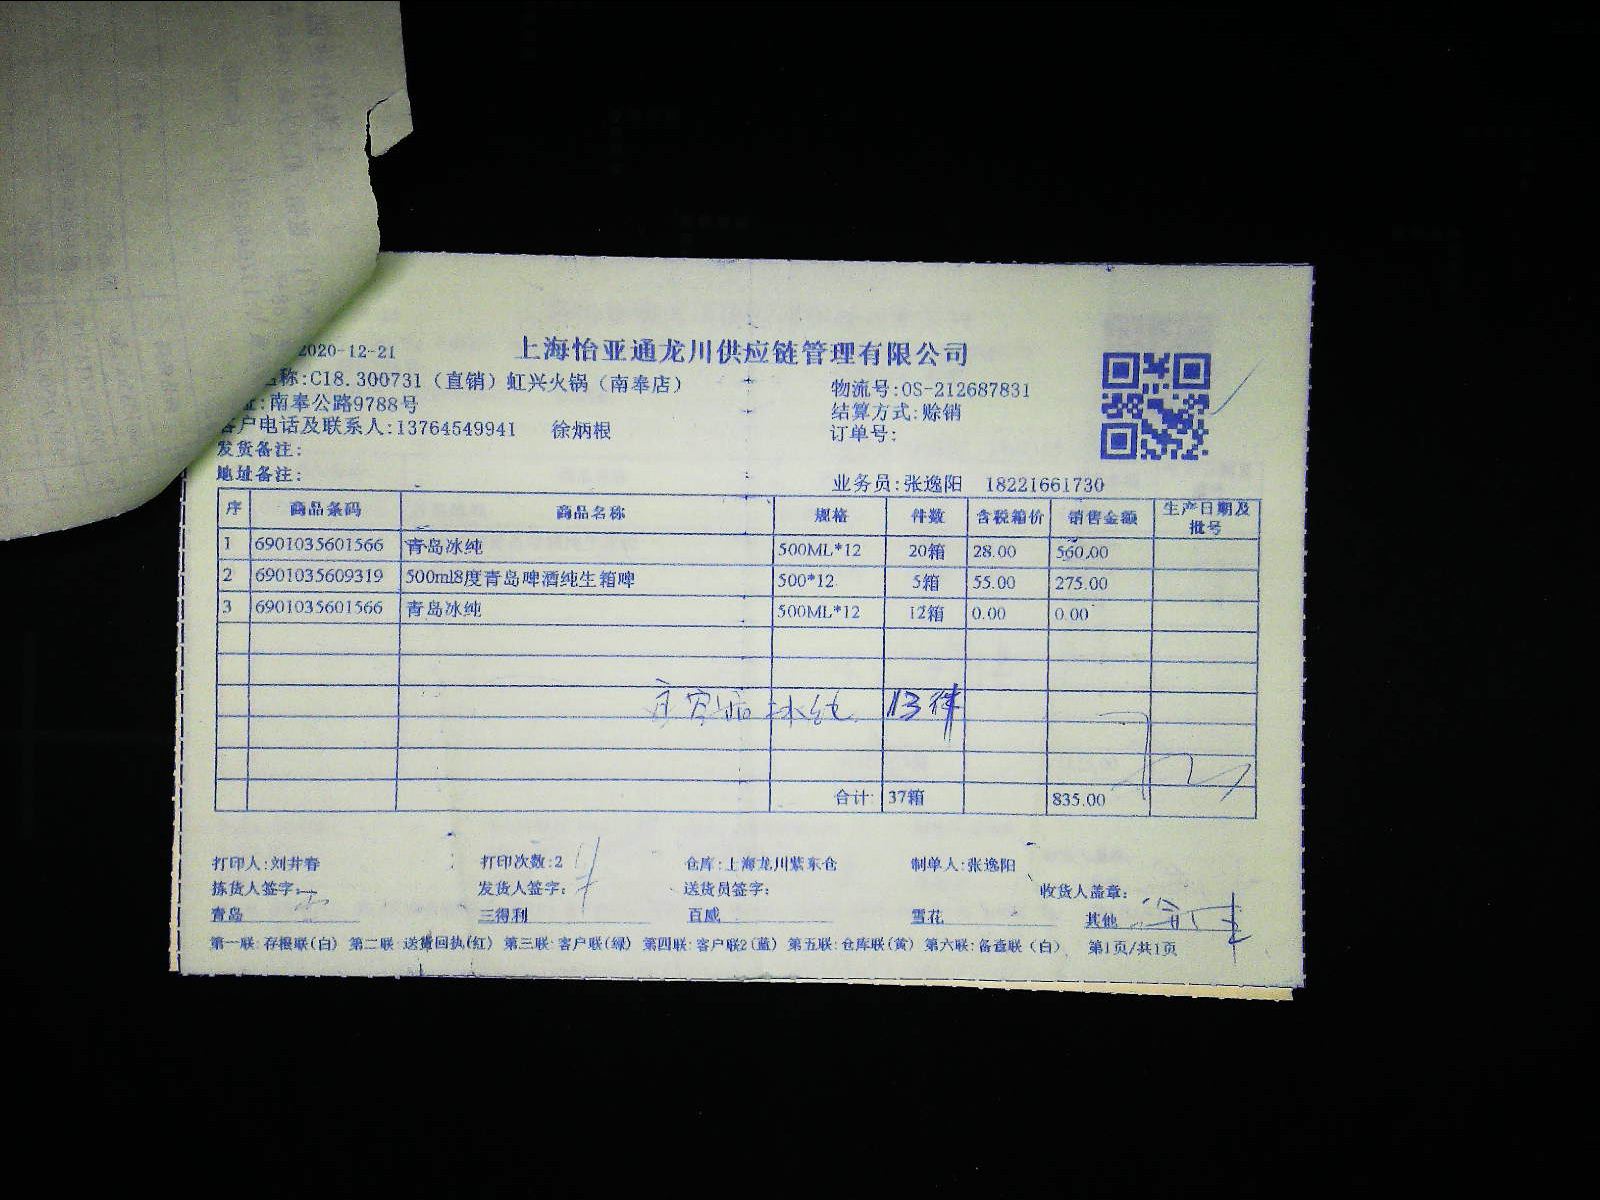 2020-12-21
上海怡亚通龙川供应链管理有限公司
名称:C18.300731（直销）虹兴火锅（南奉店）
物流号:OS-212687831
址:南奉公路9788号
结算方式:赊销
客户电话及联系人:13764549941 徐炳根
订单号:
发货备注:
地址备注:
业务员:张逸阳 18221661730
序 商品条码 商品名称 规格 件数 含税箱价 销售金额 生产日期及批号
1 6901035601566 青岛冰纯 500ML*12 20箱 28.00 560.00
2 6901035609319 500ml8度青岛啤酒纯生箱啤 500*12 5箱 55.00 275.00
3 6901035601566 青岛冰纯 500ML*12 12箱 0.00 0.00
冰纯 13件
合计: 37箱 835.00
打印人:刘井春 打印次数:2 仓库:上海龙川紫东仓 制单人:张逸阳
拣货人签字: 发货人签字: 送货员签字: 收货人盖章:
青岛 三得利 百威 雪花 其他
第一联:存根联(白) 第二联:送货回执(红) 第三联:客户联(绿) 第四联:客户联2(蓝) 第五联:仓库联(黄) 第六联:备查联（白） 第1页/共1页